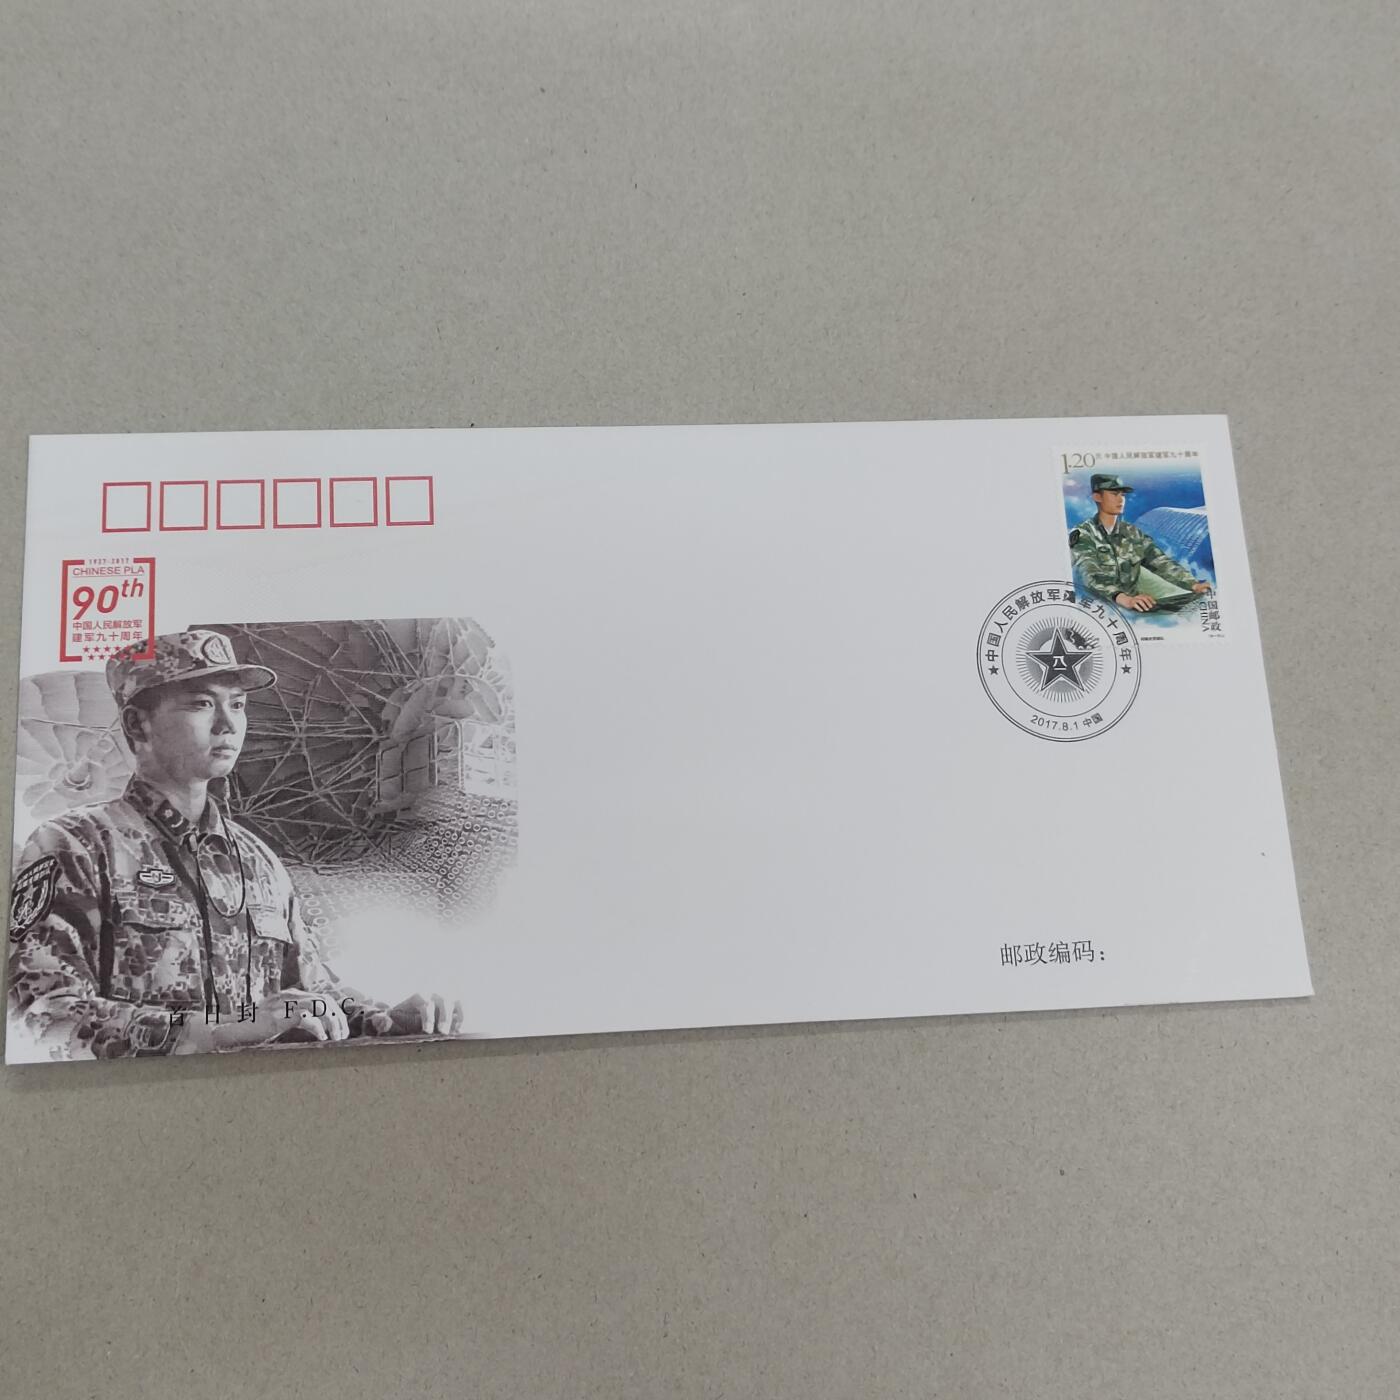 1.20元 中国人民解放军建军九十周年
中国邮政
CHINA
1927-2017
CHINESE PLA
90th
中国人民解放军
建军九十周年
八一
中国人民解放军建军九十周年
2017.8.1 中国
邮政编码：
首日封 F.D.C.